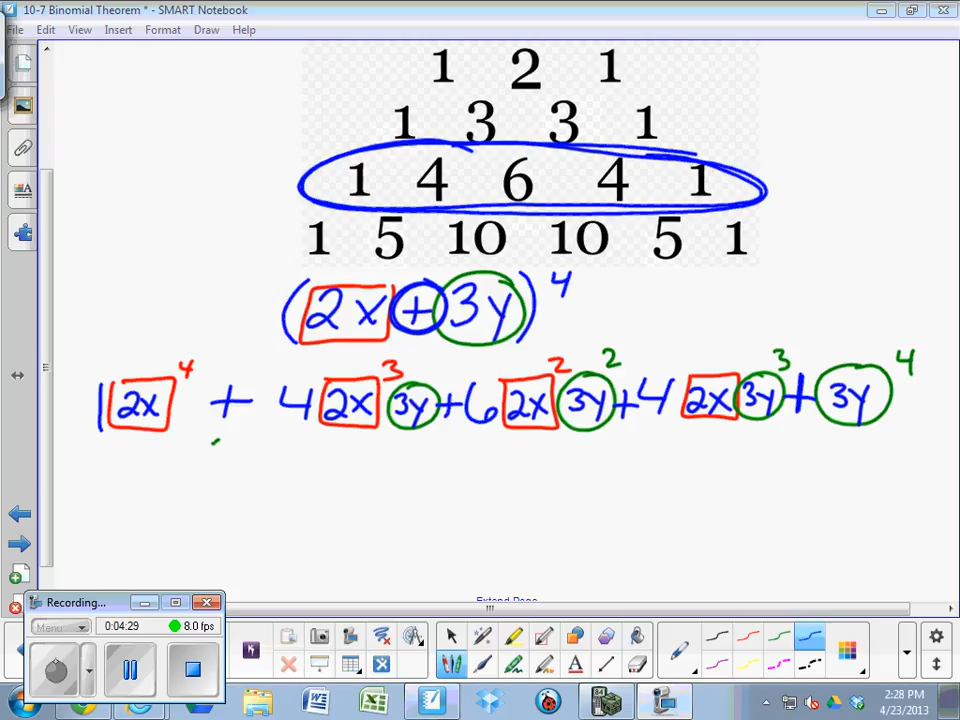 10-7 Binomial Theorem * - SMART Notebook
File Edit View Insert Format Draw Help
1 2 1
1 3 3 1
1 4 6 4 1
1 5 10 10 5 1
(2x+3y)⁴
1 2x⁴ + 4 2x³ 3y + 6 2x² 3y² + 4 2x 3y³ + 3y⁴
Extend Page
Recording...
Menu 0:04:29 8.0 fps
2:28 PM
4/23/2013